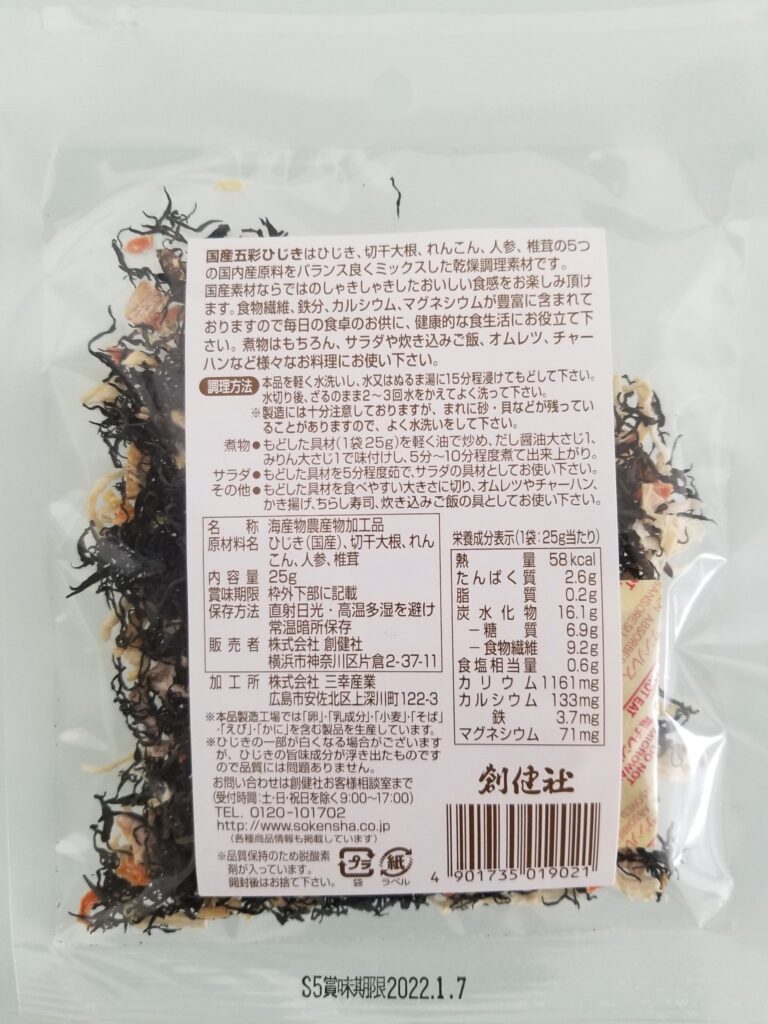 国産五彩ひじきはひじき、切干大根、れんこん、人参、椎茸の5つ
の国内産原料をバランス良くミックスした乾燥調理素材です。
国産素材ならではのしゃきしゃきしたおいしい食感をお楽しみ頂け
ます。食物繊維、鉄分、カルシウム、マグネシウムが豊富に含まれて
おりますので毎日の食卓のお供に、健康的な食生活にお役立て下
さい。煮物はもちろん、サラダや炊き込みご飯、オムレツ、チャー
ハンなど様々なお料理にお使い下さい。
調理方法 本品を軽く水洗いし、水又はぬるま湯に15分程浸けてもどして下さい。
水切り後、ざるのまま2〜3回水をかえてよく洗って下さい。
※製造には十分注意しておりますが、まれに砂・貝などが残ってい
ることがありますので、よく水洗いをして下さい。
煮物●もどした具材(1袋25g)を軽く油で炒め、だし醤油大さじ1、
みりん大さじ1で味付けし、5分〜10分程度煮て出来上がり。
サラダ●もどした具材を5分程度茹で、サラダの具材としてお使い下さい。
その他●もどした具材を食べやすい大きさに切り、オムレツやチャーハン、
かき揚げ、ちらし寿司、炊き込みご飯の具としてお使い下さい。
名称 海産物農産物加工品
原材料名 ひじき(国産)、切干大根、れん
こん、人参、椎茸
内容量 25g
賞味期限 枠外下部に記載
保存方法 直射日光・高温多湿を避け
常温暗所保存
販売者 株式会社 創健社
横浜市神奈川区片倉2-37-11
加工所 株式会社 三幸産業
広島市安佐北区上深川町122-3
※本品製造工場では「卵」・「乳成分」・「小麦」・「そば」
・「えび」・「かに」を含む製品を生産しています。
※ひじきの一部が白くなる場合がございます
が、ひじきの旨味成分が浮き出たものです
ので品質には問題ありません。
お問い合わせは創健社お客様相談室まで
(受付時間:土・日・祝日を除く9:00〜17:00)
TEL. 0120-101702
http://www.sokensha.co.jp
(各種商品情報も掲載しています)
※品質保持のため脱酸素
剤が入っています。
開封後はお捨て下さい。
プラ
袋
紙
ラベル
栄養成分表示(1袋:25g当たり)
熱量 58kcal
たんぱく質 2.6g
脂質 0.2g
炭水化物 16.1g
−糖質 6.9g
−食物繊維 9.2g
食塩相当量 0.6g
カリウム 1161mg
カルシウム 133mg
鉄 3.7mg
マグネシウム 71mg
創健社
4 901735 019021
S5賞味期限2022.1.7